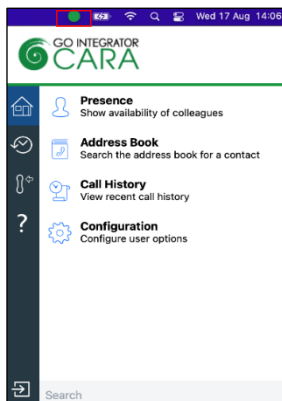 Wed 17 Aug 14:06
GO INTEGRATOR
CARA
Presence
Show availability of colleagues
Address Book
Search the address book for a contact
Call History
View recent call history
Configuration
Configure user options
?
Search